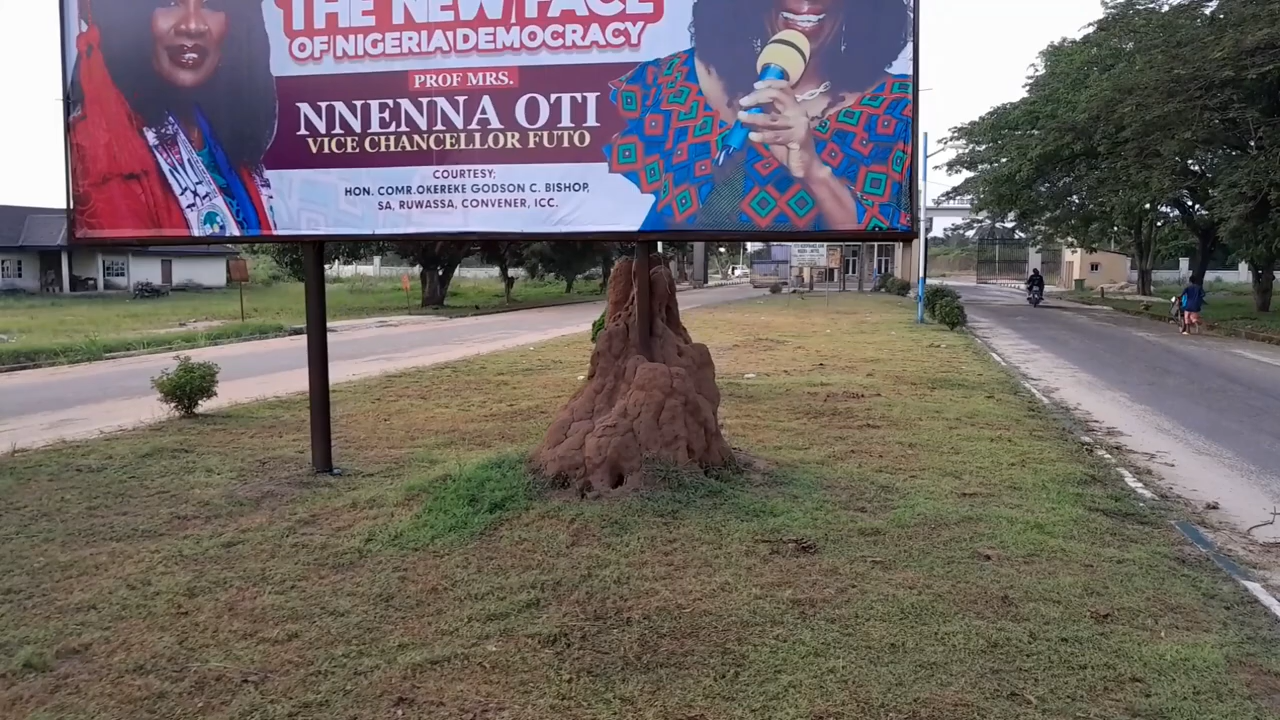 THE NEW FACE
OF NIGERIA DEMOCRACY
PROF MRS.
NNENNA OTI
VICE CHANCELLOR FUTO
COURTESY;
HON. COMR.OKEREKE GODSON C. BISHOP,
SA, RUWASSA, CONVENER, ICC.